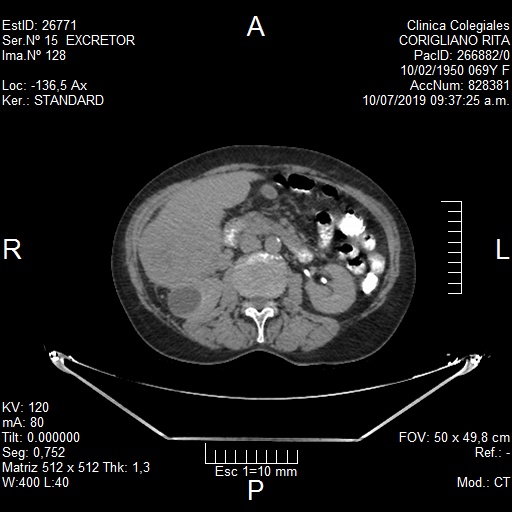 EstID: 26771
Ser.Nº 15 EXCRETOR
Ima.Nº 128
Loc: -136,5 Ax
Ker.: STANDARD
A
Clinica Colegiales
CORIGLIANO RITA
PacID: 266882/0
10/02/1950 069Y F
AccNum: 828381
10/07/2019 09:37:25 a.m.
R
L
KV: 120
mA: 80
Tilt: 0.000000
Seg: 0,752
Matriz 512 x 512 Thk: 1,3
W:400 L:40
Esc 1=10 mm
P
FOV: 50 x 49,8 cm
Ref.: -
Mod.: CT